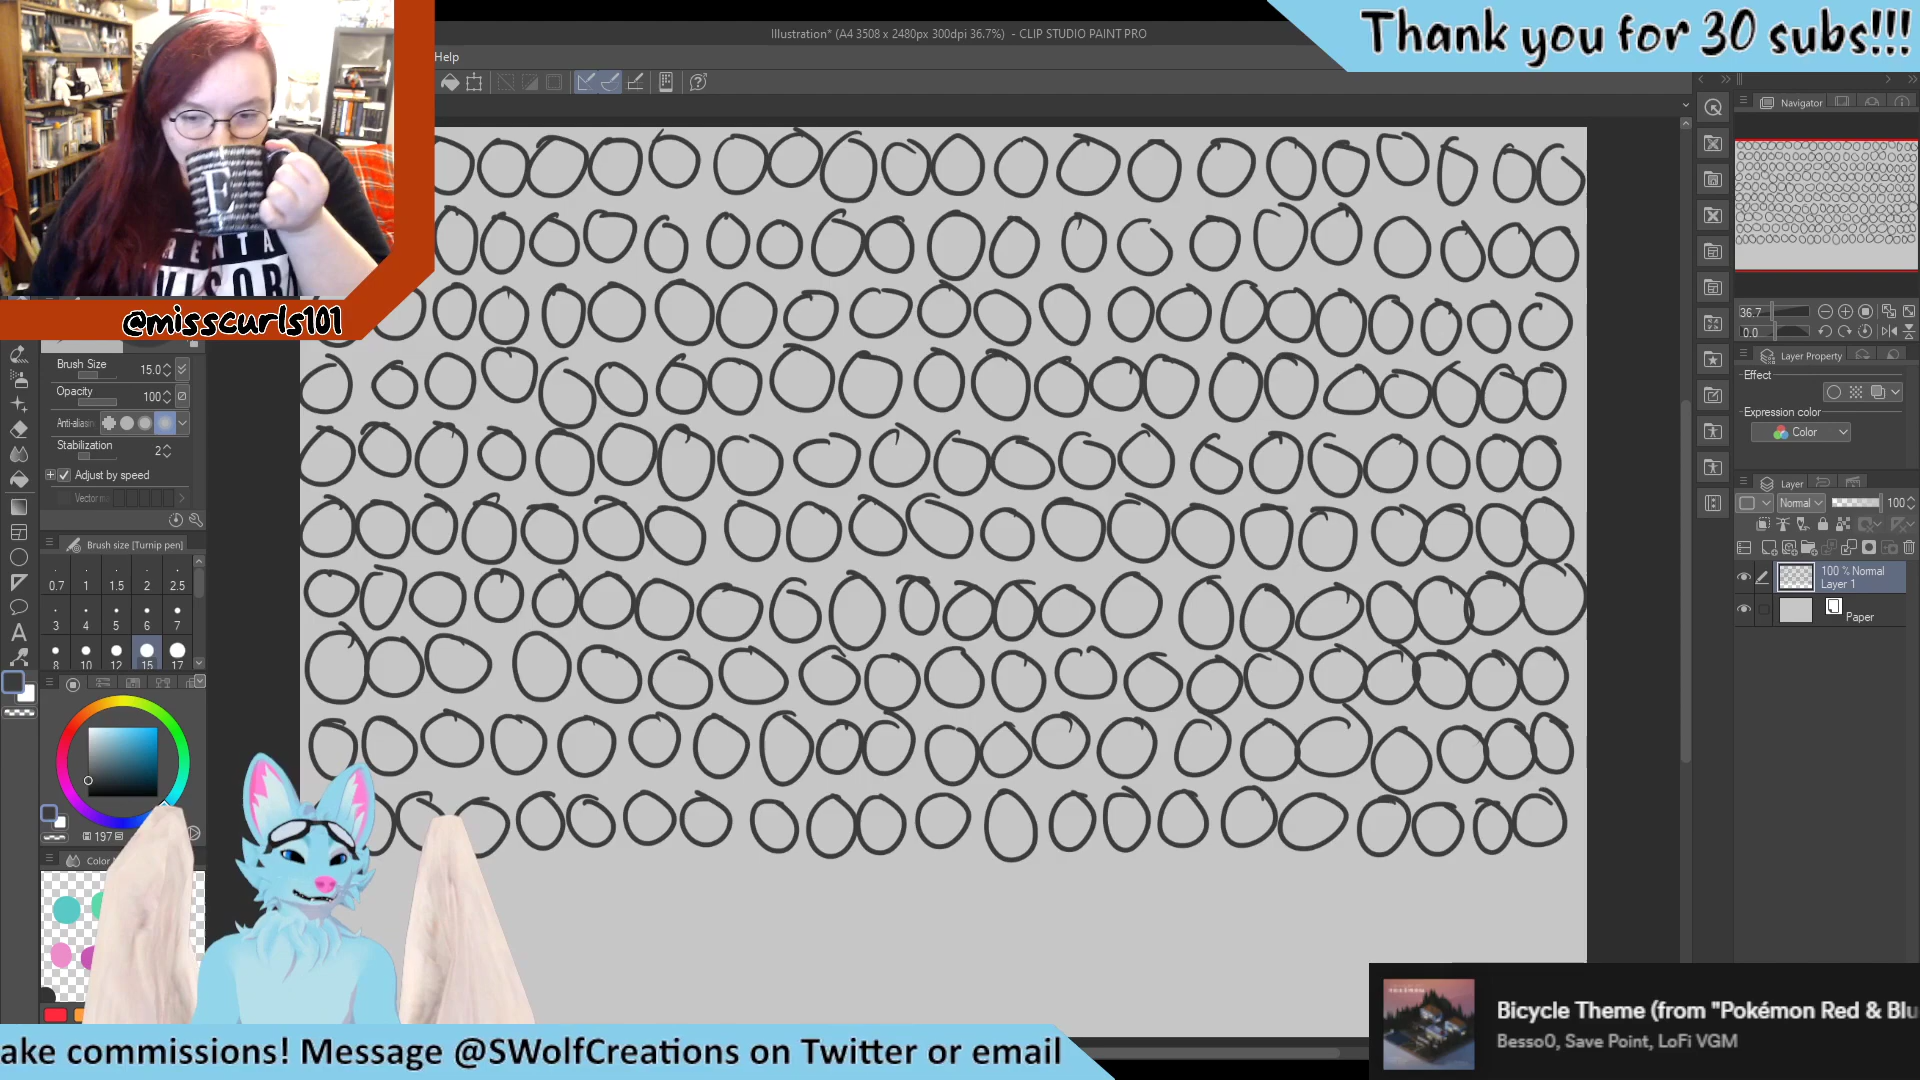 Illustration* (A4 3508 x 2480px 300dpi 36.7%) - CLIP STUDIO PAINT PRO
Thank you for 30 subs!!!
Help
E
@misscurls101
Navigator
36.7
0.0
Layer Property
Effect
Expression color
Color
Layer
Normal
100
100 % Normal
Layer 1
Paper
Brush Size
15.0
Opacity
100
Anti-aliasin
Stabilization
2
Adjust by speed
Brush size [Turnip pen]
0.7 1 1.5 2 2.5
3 4 5 6 7
8 10 12 15 17
197
Color
Bicycle Theme (from "Pokémon Red & Blu
Besso0, Save Point, LoFi VGM
ake commissions! Message @SWolfCreations on Twitter or email